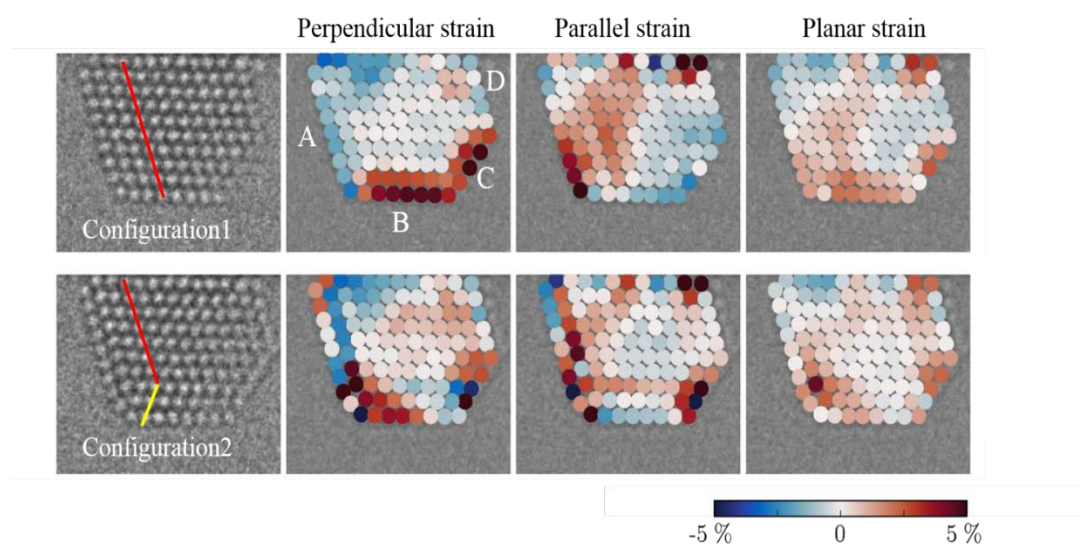 Perpendicular strain
Parallel strain
Planar strain
A
B
C
D
Configuration1
Configuration2
-5 %
0
5 %